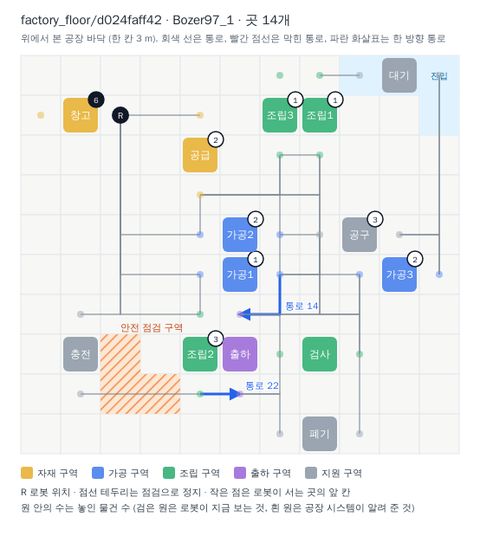 factory_floor/d024faff42 · Bozer97_1 · 곳 14개
위에서 본 공장 바닥 (한 칸 3 m). 회색 선은 통로, 빨간 점선은 막힌 통로, 파란 화살표는 한 방향 통로
대기
전립
6
창고
R
1
조립3
1
조립1
2
공급
2
가공2
3
공구
1
가공1
2
가공3
통로 14
안전 점검 구역
충전
3
조립2
출하
검사
통로 22
폐기
자재 구역
가공 구역
조립 구역
출하 구역
지원 구역
R 로봇 위치 · 점선 테두리는 점검으로 정지 · 작은 점은 로봇이 서는 곳의 앞 칸
원 안의 수는 놓인 물건 수 (검은 원은 로봇이 지금 보는 것, 흰 원은 공장 시스템이 알려 준 것)